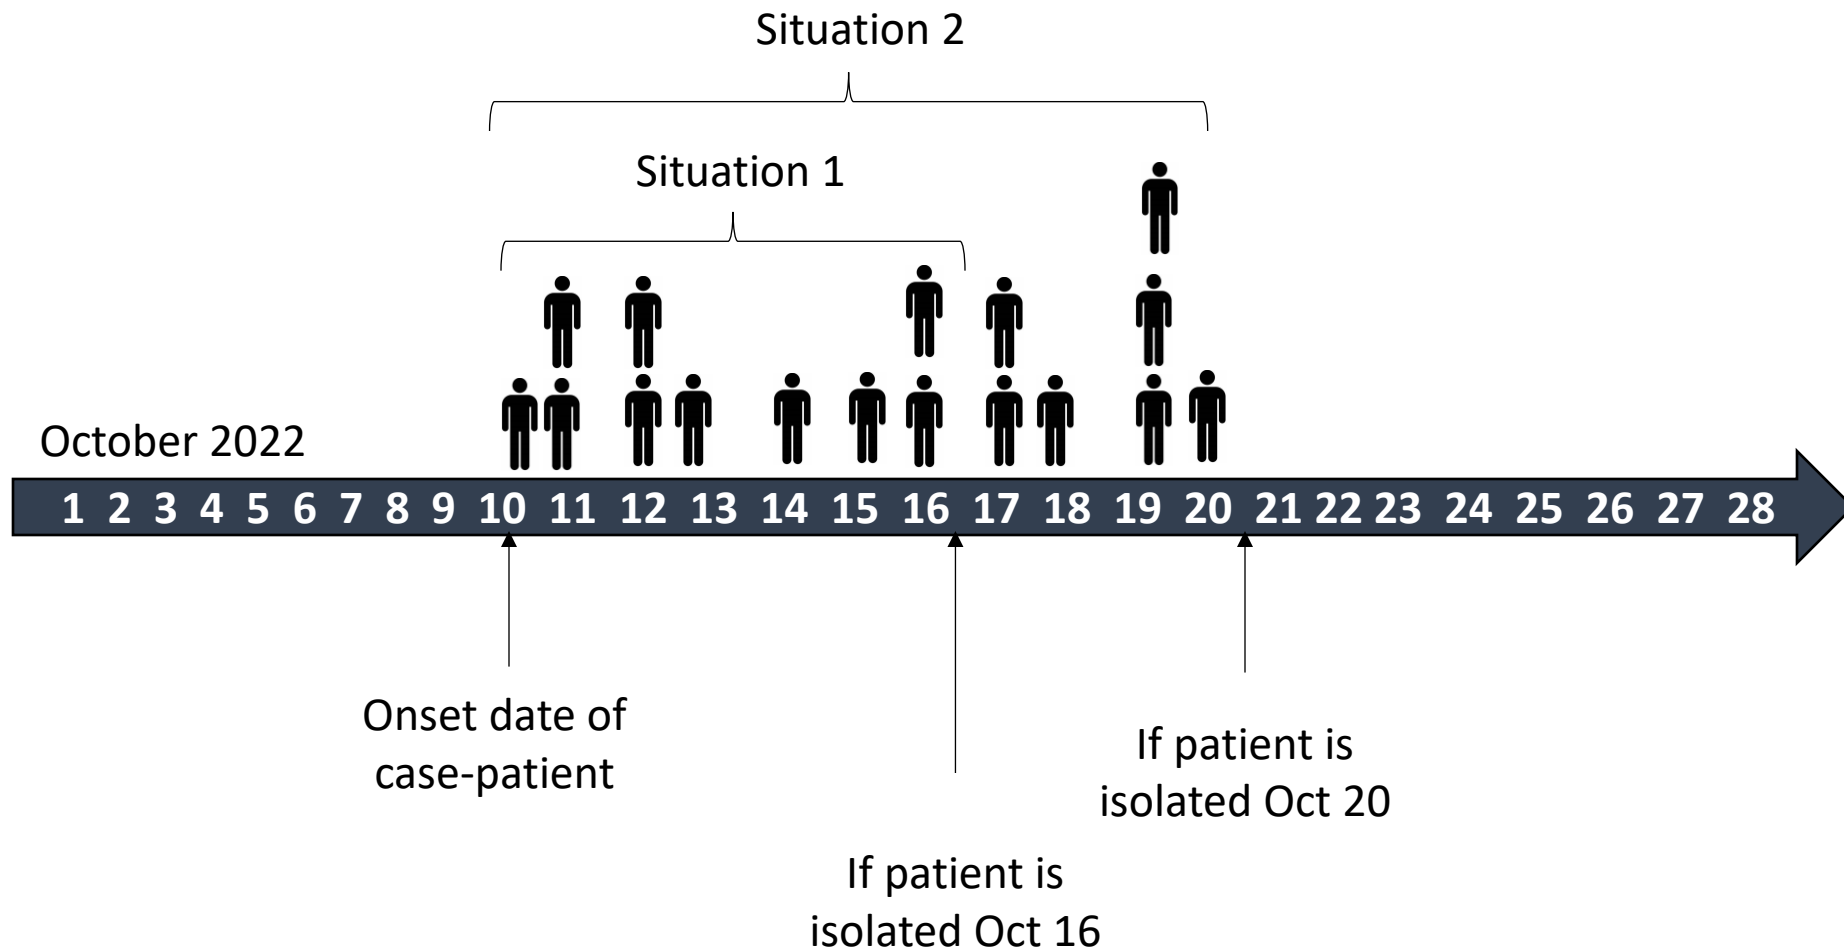 Situation 2
Situation 1
October 2022
1 2 3 4 5 6 7 8 9 10 11 12 13 14 15 16 17 18 19 20 21 22 23 24 25 26 27 28
Onset date of
case-patient
If patient is
isolated Oct 20
If patient is
isolated Oct 16